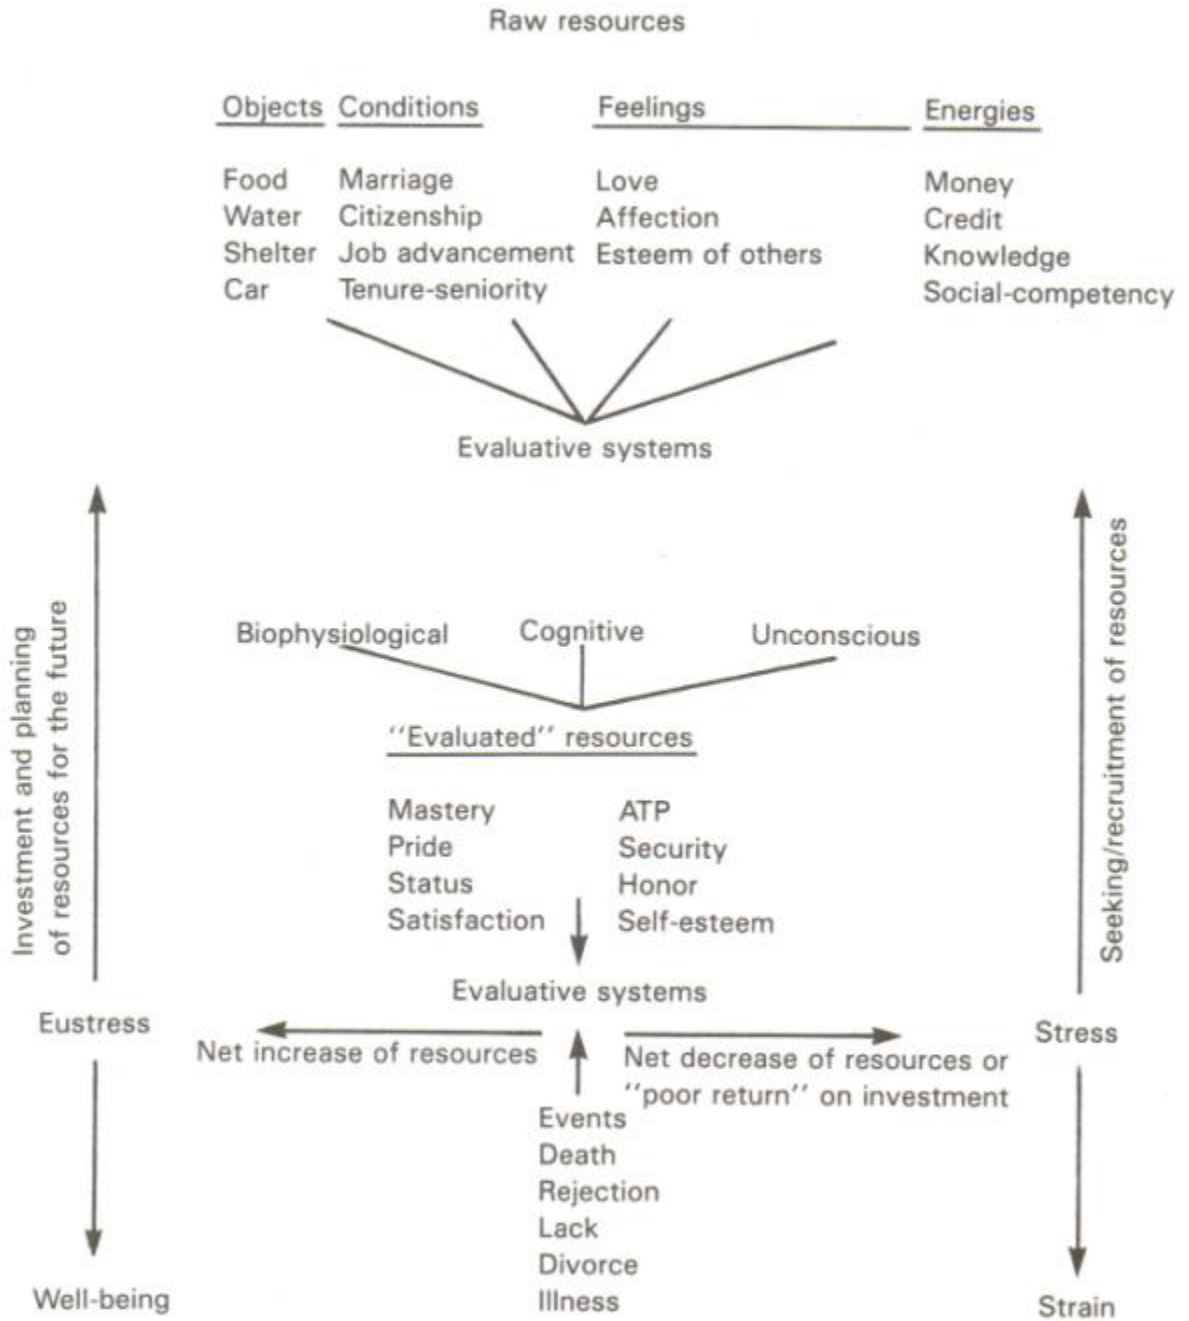 Raw resources
Objects Conditions Feelings Energies
Food Marriage Love Money
Water Citizenship Affection Credit
Shelter Job advancement Esteem of others Knowledge
Car Tenure-seniority Social-competency
Evaluative systems
Investment and planning
of resources for the future
Seeking/recruitment of resources
Biophysiological Cognitive Unconscious
‘‘Evaluated’’ resources
Mastery ATP
Pride Security
Status Honor
Satisfaction Self-esteem
Evaluative systems
Eustress Stress
Net increase of resources
Net decrease of resources or
‘‘poor return’’ on investment
Events
Death
Rejection
Lack
Divorce
Illness
Well-being Strain